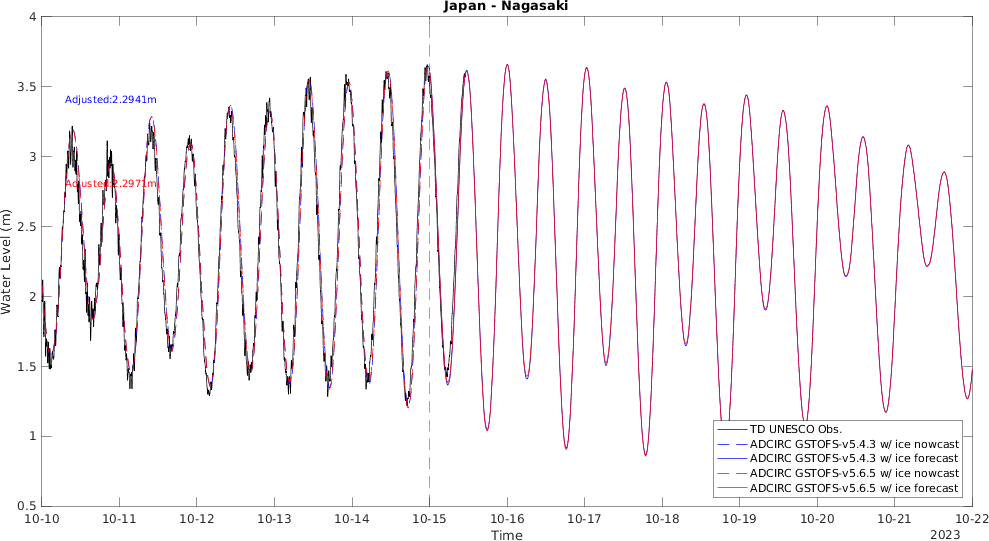 Japan - Nagasaki
Water Level (m)
4
3.5
3
2.5
2
1.5
1
0.5
Adjusted:2.2941m
Adjusted:2.2971m
TD UNESCO Obs.
ADCIRC GSTOFS-v5.4.3 w/ ice nowcast
ADCIRC GSTOFS-v5.4.3 w/ ice forecast
ADCIRC GSTOFS-v5.6.5 w/ ice nowcast
ADCIRC GSTOFS-v5.6.5 w/ ice forecast
10-10 10-11 10-12 10-13 10-14 10-15 10-16 10-17 10-18 10-19 10-20 10-21 10-22
Time
2023